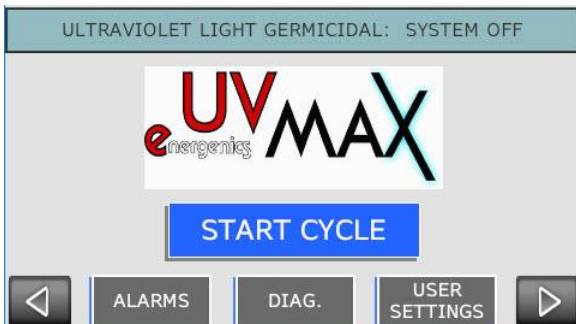 ULTRAVIOLET LIGHT GERMICIDAL: SYSTEM OFF
UV MAX
energenics
START CYCLE
ALARMS
DIAG.
USER
SETTINGS